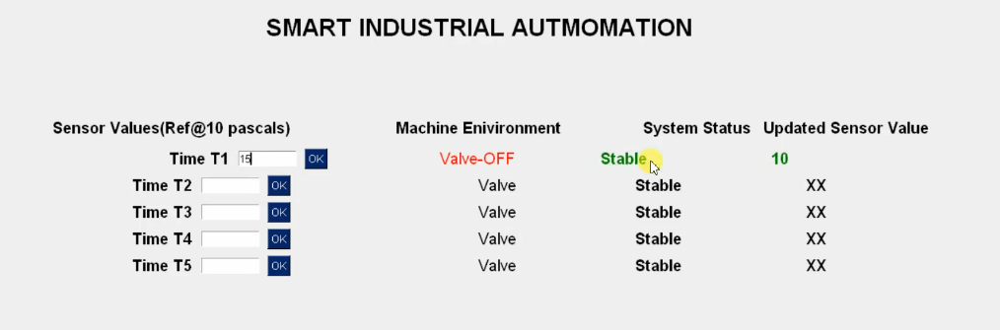 SMART INDUSTRIAL AUTMOMATION
Sensor Values(Ref@10 pascals) Machine Enivironment System Status Updated Sensor Value
Time T1 15 OK Valve-OFF Stable 10
Time T2 OK Valve Stable XX
Time T3 OK Valve Stable XX
Time T4 OK Valve Stable XX
Time T5 OK Valve Stable XX